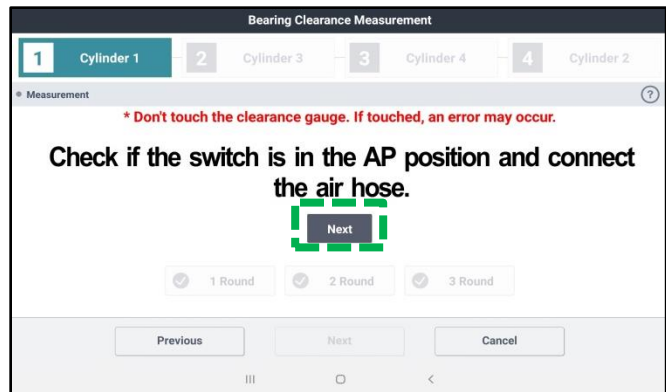 Bearing Clearance Measurement
1 Cylinder 1 2 Cylinder 3 3 Cylinder 4 4 Cylinder 2
Measurement ?
* Don't touch the clearance gauge. If touched, an error may occur.
Check if the switch is in the AP position and connect
the air hose.
Next
1 Round 2 Round 3 Round
Previous Next Cancel